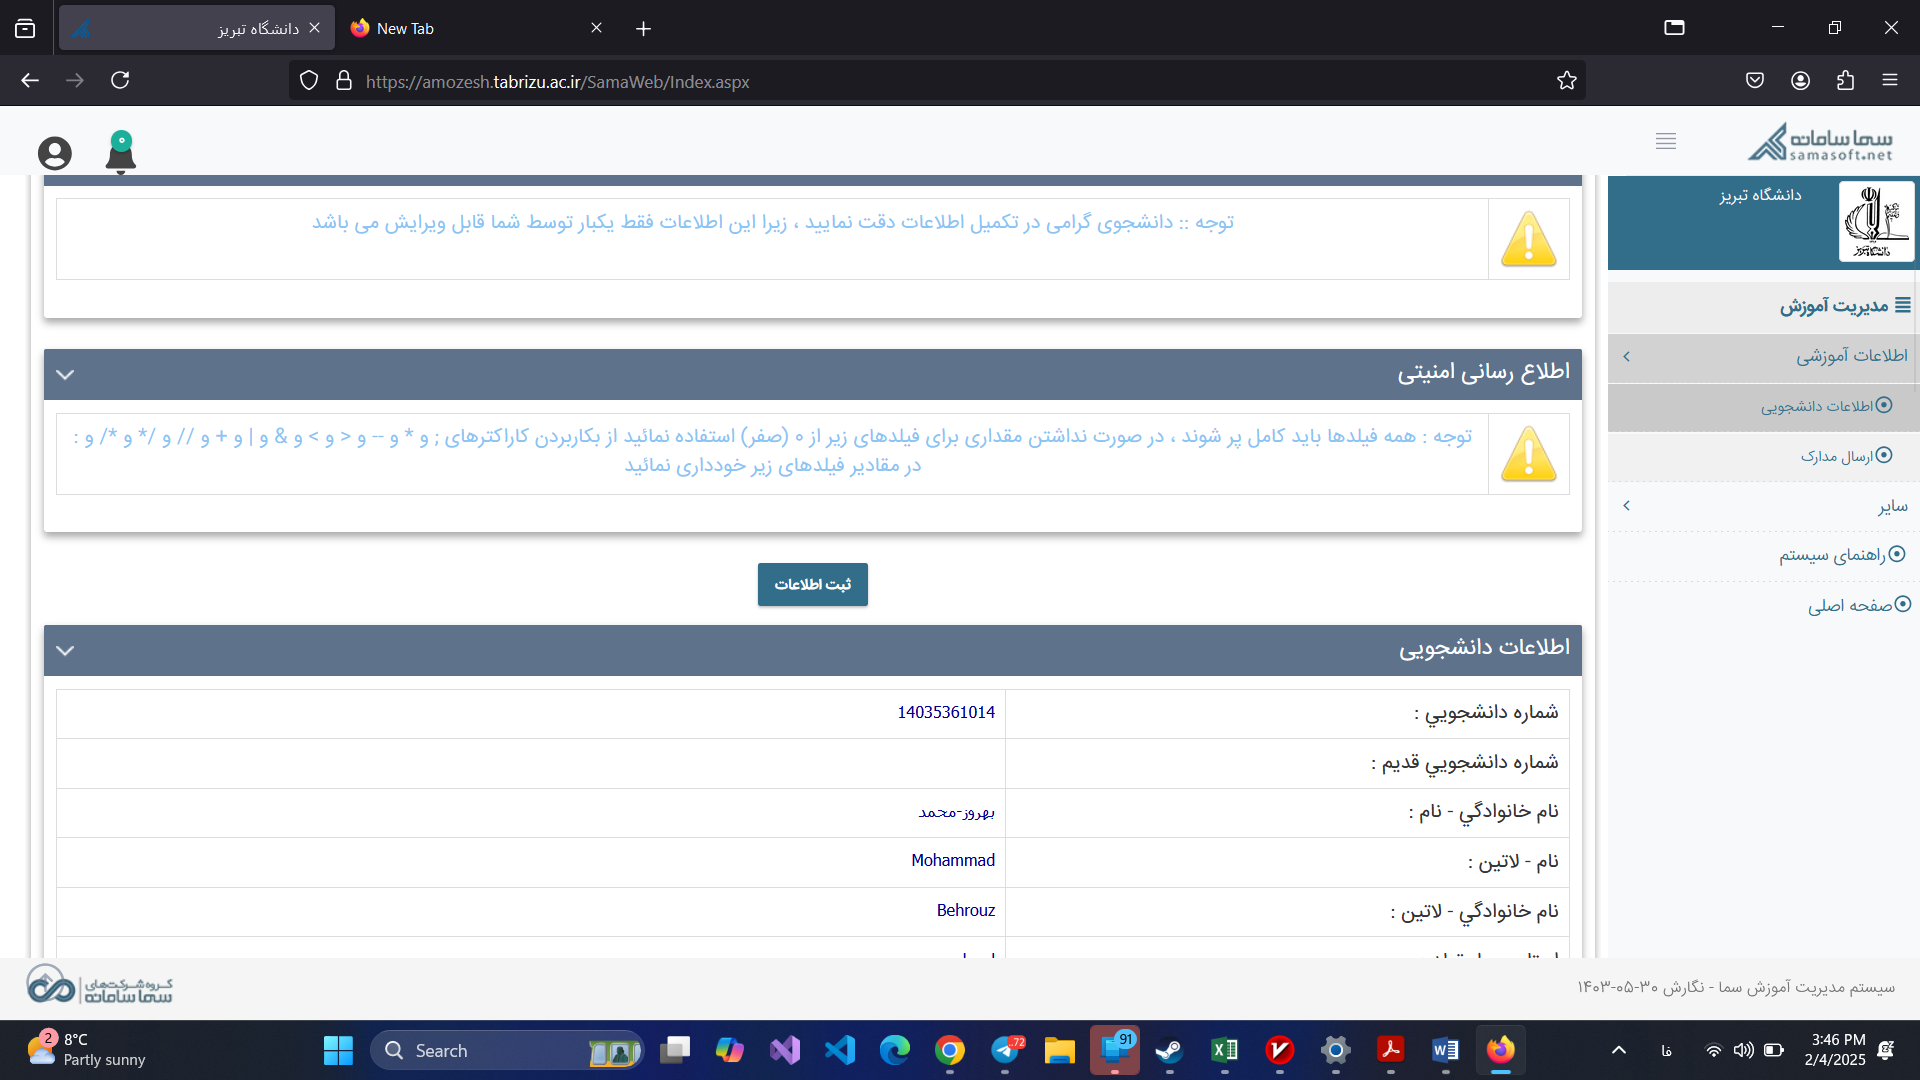 دانشگاه تبریز
New Tab
https://amozesh.tabrizu.ac.ir/SamaWeb/Index.aspx
سما سامانه
samasoft.net
دانشگاه تبریز
دانشگاه تبریز
مدیریت آموزش
اطلاعات آموزشی
اطلاعات دانشجویی
ارسال مدارک
سایر
راهنمای سیستم
صفحه اصلی
توجه :: دانشجوی گرامی در تکمیل اطلاعات دقت نمایید ، زیرا این اطلاعات فقط یکبار توسط شما قابل ویرایش می باشد
اطلاع رسانی امنیتی
توجه : همه فیلدها باید کامل پر شوند ، در صورت نداشتن مقداری برای فیلدهای زیر از ۰ (صفر) استفاده نمائید از بکاربردن کاراکترهای ; و * و -- و < و > و & و | و + و // و /* و */ و :
در مقادیر فیلدهای زیر خودداری نمائید
ثبت اطلاعات
اطلاعات دانشجویی
شماره دانشجويي : 14035361014
شماره دانشجويي قديم :
نام خانوادگي - نام : بهروز-محمد
نام - لاتين : Mohammad
نام خانوادگي - لاتين : Behrouz
گروه شرکت‌های
سما سامانه
سیستم مدیریت آموزش سما - نگارش ۳۰-۰۵-۱۴۰۳
2
8°C
Partly sunny
Search
..72
91
فا
3:46 PM
2/4/2025